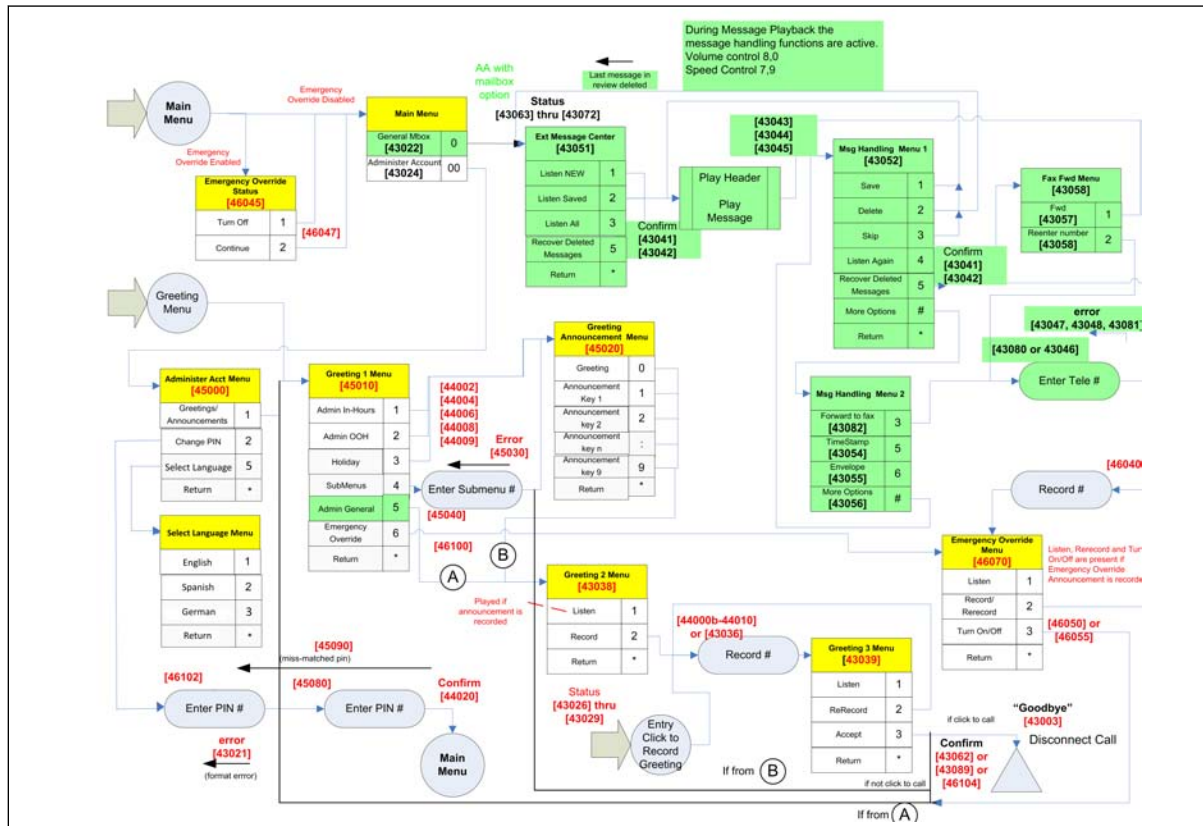 During Message Playback the
message handling functions are active.
Volume control 8,0
Speed Control 7,9
Last message in
review deleted
AA with
mailbox
option
Main
Menu
Emergency
Override Disabled
Emergency
Override Enabled
Main Menu
General Mbox
[43022]
0
Administer Account
[43024]
00
Status
[43063] thru [43072]
Ext Message Center
[43051]
Listen NEW
1
Listen Saved
2
Listen All
3
Recover Deleted
Messages
5
Return
*
Confirm
[43041]
[43042]
Play Header
Play
Message
[43043]
[43044]
[43045]
Msg Handling Menu 1
[43052]
Save
1
Delete
2
Skip
3
Listen Again
4
Recover Deleted
Messages
5
More Options
#
Return
*
Confirm
[43041]
[43042]
Fax Fwd Menu
[43058]
Fwd
[43057]
1
Reenter number
[43058]
2
Emergency Override
Status
[46045]
Turn Off
1
Continue
2
[46047]
Greeting
Menu
error
[43047, 43048, 43081]
[43080 or 43046]
Enter Tele #
Administer Acct Menu
[45000]
Greetings/
Announcements
1
Change PIN
2
Select Language
5
Return
*
Greeting 1 Menu
[45010]
Admin In-Hours
1
Admin OOH
2
Holiday
3
SubMenus
4
Admin General
5
Emergency
Override
6
Return
*
[44002]
[44004]
[44006]
[44008]
[44009]
Error
[45030]
Enter Submenu #
[45040]
[46100]
Greeting
Announcement Menu
[45020]
Greeting
0
Announcement
Key 1
1
Announcement
key 2
2
Announcement
key n
:
Announcement
key 9
9
Return
*
Msg Handling Menu 2
Forward to fax
[43082]
3
TimeStamp
[43054]
5
Envelope
[43055]
6
More Options
[43056]
#
[46040
Record #
Select Language Menu
English
1
Spanish
2
German
3
Return
*
B
A
Greeting 2 Menu
[43038]
Listen
1
Record
2
Return
*
Played if
announcement is
recorded
Emergency Override
Menu
[46070]
Listen
1
Record/
Rerecord
2
Turn On/Off
3
Return
*
Listen, Rerecord and Tur
On/Off are present if
Emergency Override
Announcement is recorde
[46050] or
[46055]
[44000b-44010]
or [43036]
Record #
Greeting 3 Menu
[43039]
Listen
1
ReRecord
2
Accept
3
Return
*
[45090]
(miss-matched pin)
[46102]
Enter PIN #
[45080]
Enter PIN #
Confirm
[44020]
error
[43021]
(format errror)
Main
Menu
Status
[43026] thru
[43029]
Entry
Click to
Record
Greeting
If from B
if click to call
"Goodbye"
[43003]
Disconnect Call
Confirm
[43062] or
[43089] or
[46104]
if not click to call
If from A